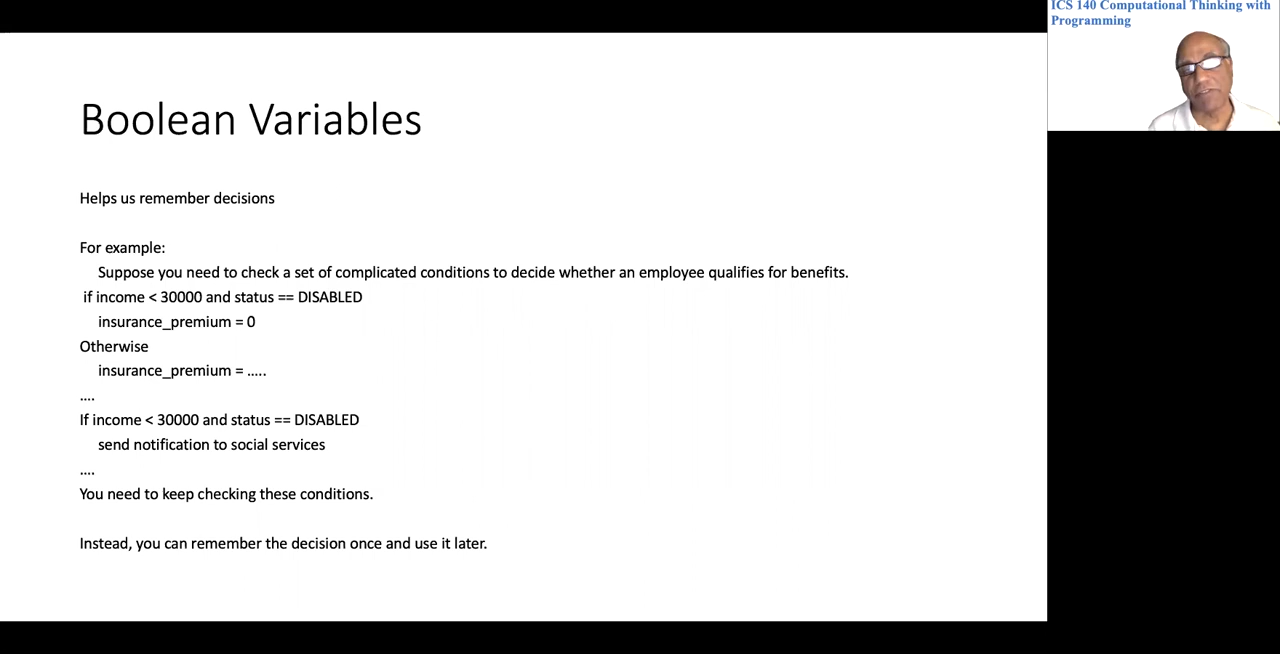 ICS 140 Computational Thinking with
Programming
Boolean Variables
Helps us remember decisions
For example:
Suppose you need to check a set of complicated conditions to decide whether an employee qualifies for benefits.
if income < 30000 and status == DISABLED
insurance_premium = 0
Otherwise
insurance_premium = …..
….
If income < 30000 and status == DISABLED
send notification to social services
….
You need to keep checking these conditions.
Instead, you can remember the decision once and use it later.